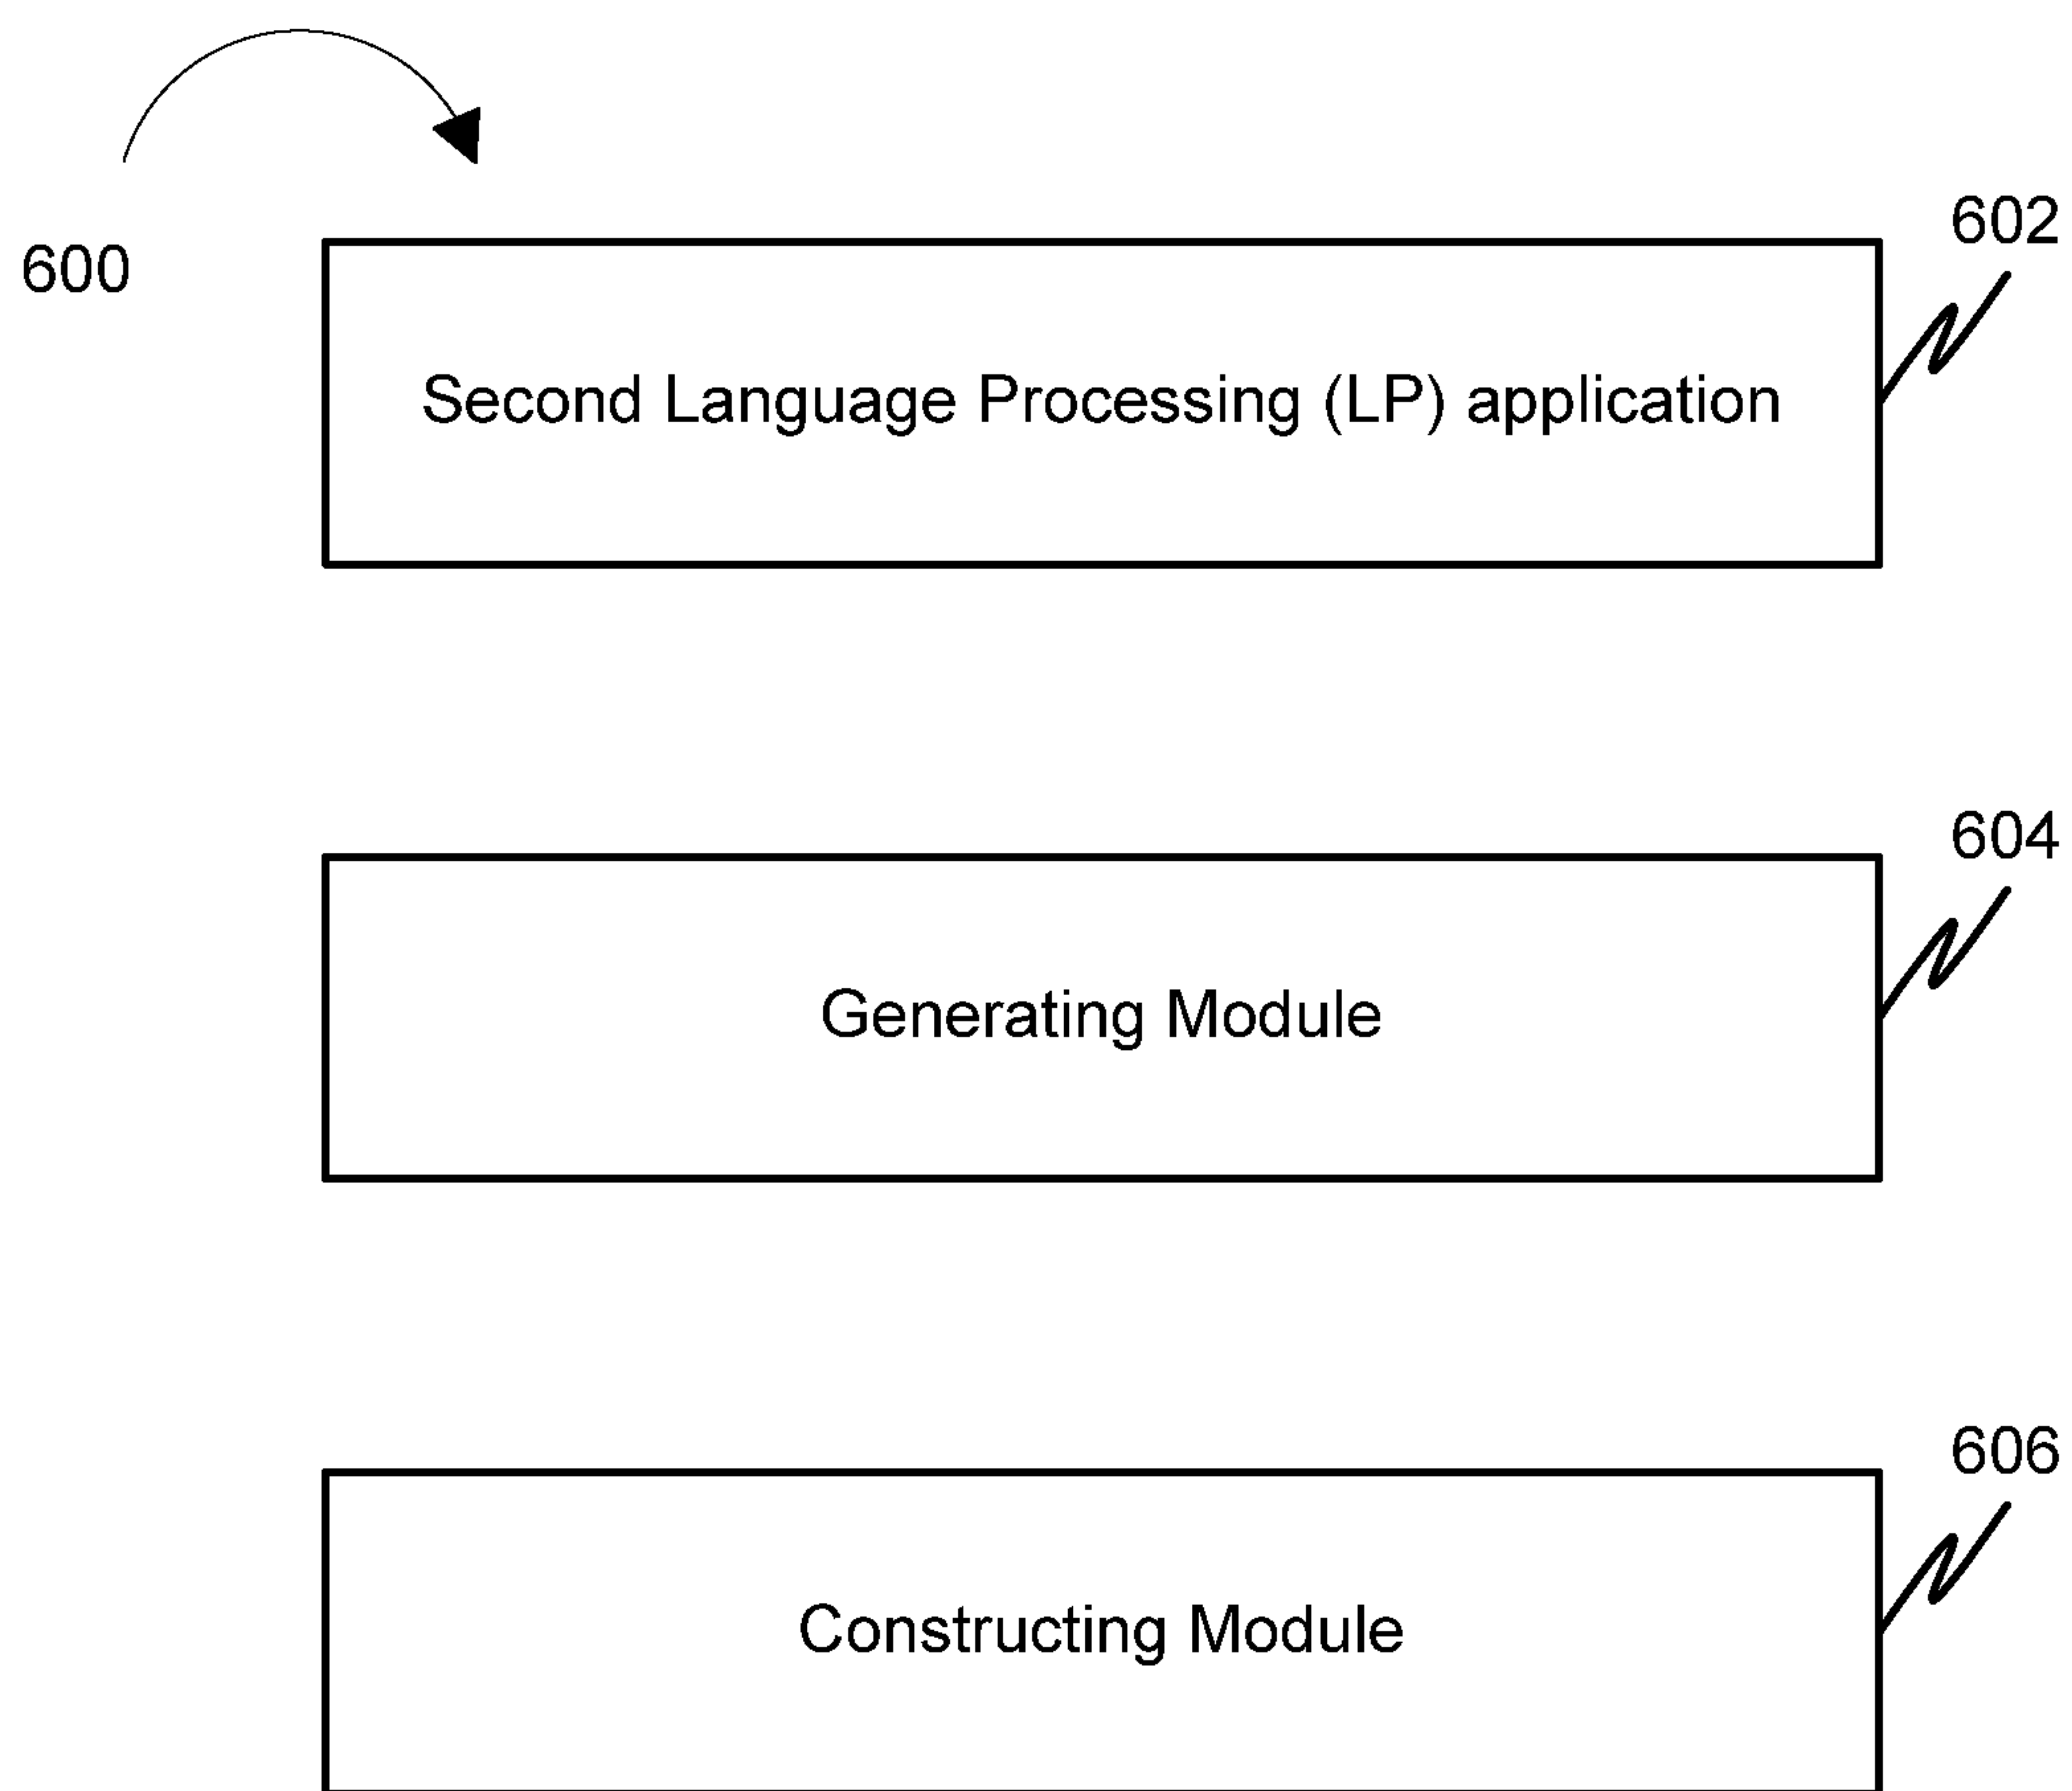 600
602
Second Language Processing (LP) application
604
Generating Module
606
Constructing Module